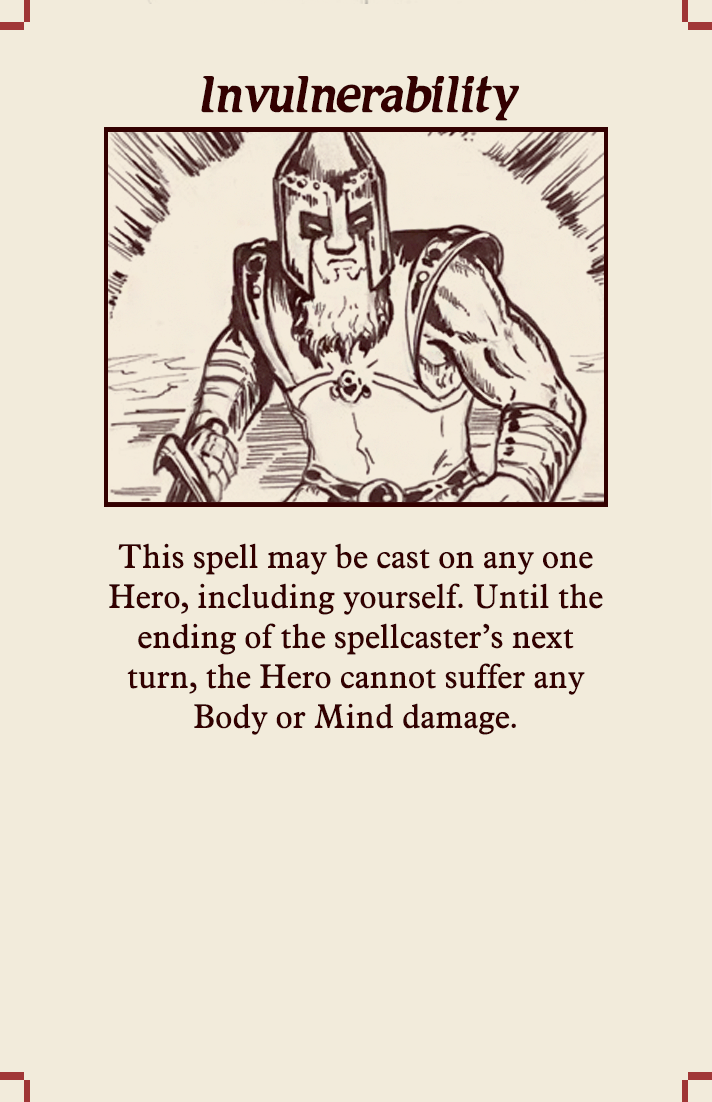 Invulnerability
This spell may be cast on any one
Hero, including yourself. Until the
ending of the spellcaster’s next
turn, the Hero cannot suffer any
Body or Mind damage.